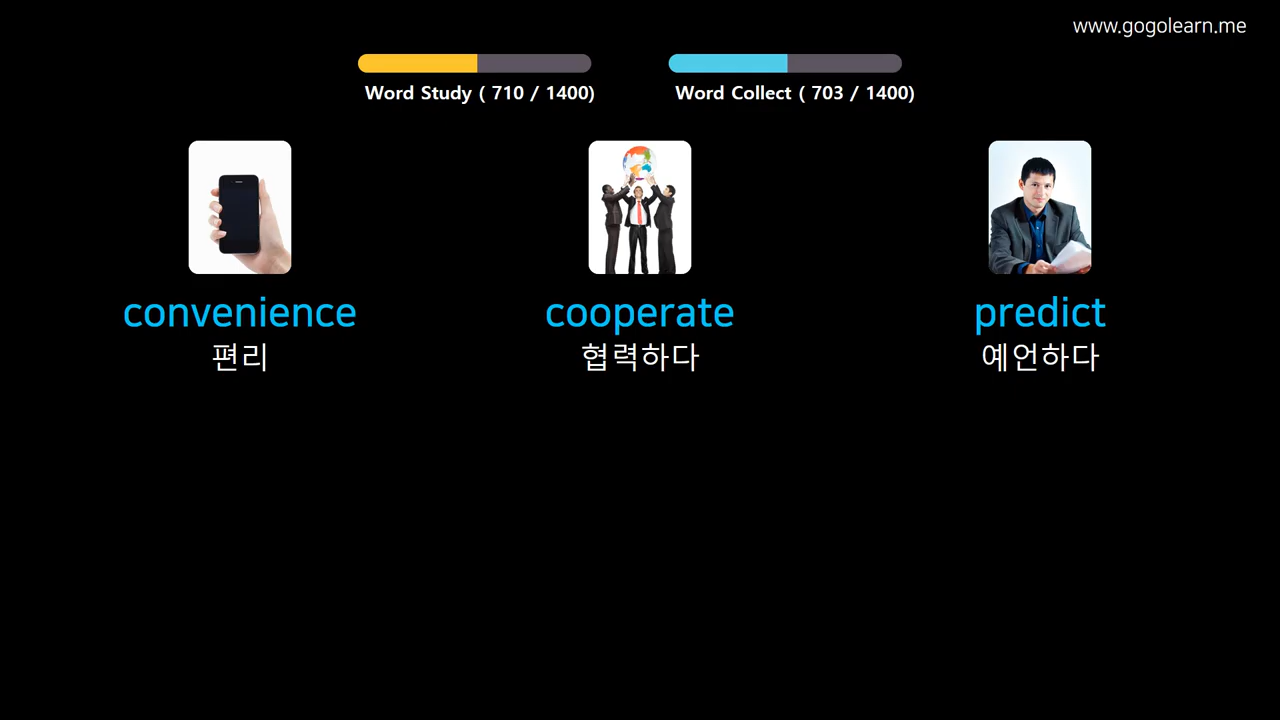 www.gogolearn.me
Word Study ( 710 / 1400)
Word Collect ( 703 / 1400)
convenience
편리
cooperate
협력하다
predict
예언하다